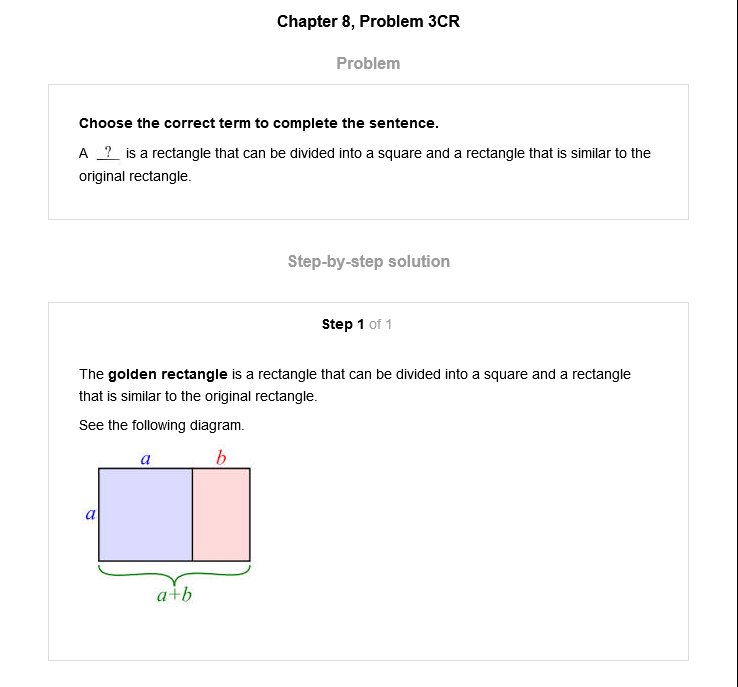 Chapter 8, Problem 3CR
Problem
Choose the correct term to complete the sentence.
A ? is a rectangle that can be divided into a square and a rectangle that is similar to the
original rectangle.
Step-by-step solution
Step 1 of 1
The golden rectangle is a rectangle that can be divided into a square and a rectangle
that is similar to the original rectangle.
See the following diagram.
a b
a
a+b